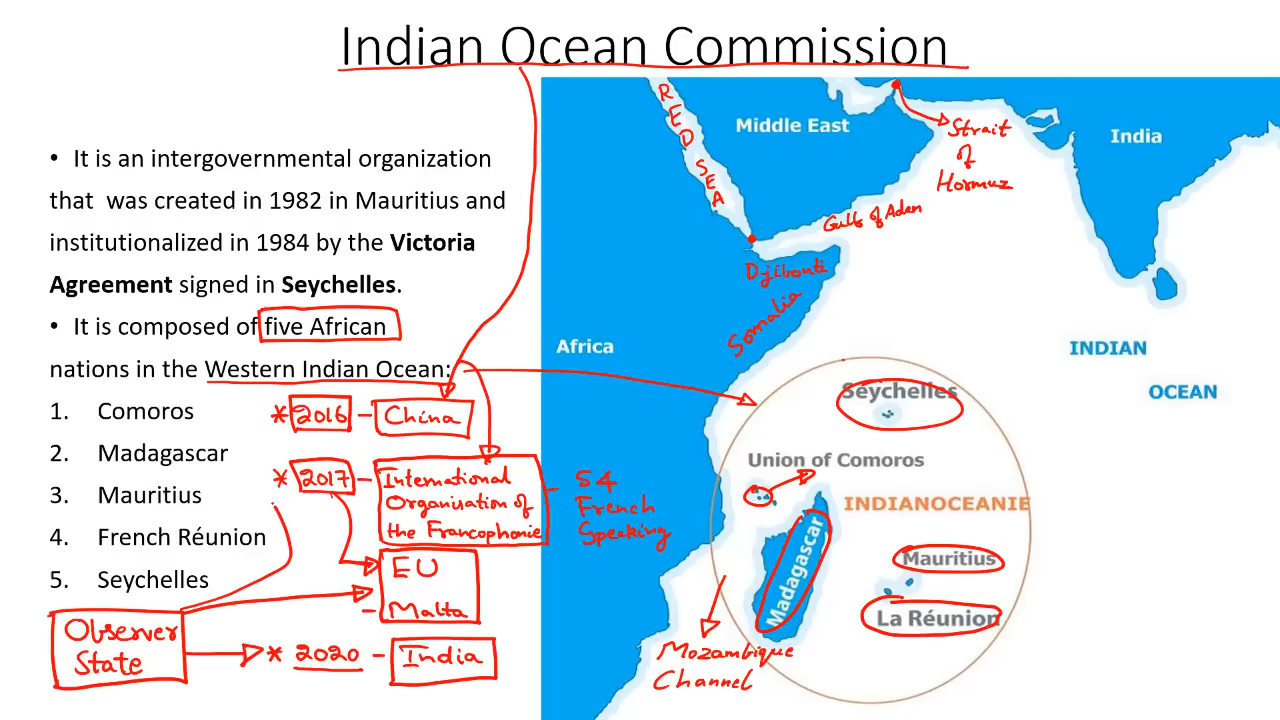 Indian Ocean Commission
• It is an intergovernmental organization
that was created in 1982 in Mauritius and
institutionalized in 1984 by the Victoria
Agreement signed in Seychelles.
• It is composed of five African
nations in the Western Indian Ocean:
1. Comoros
2. Madagascar
3. Mauritius
4. French Réunion
5. Seychelles
* 2016 - China
* 2017 - International
Organisation of
the Francophonie
- 54
French
Speaking
EU
- Malta
Observer
State
* 2020 - India
RED SEA
Middle East
Strait
of
Hormuz
India
Gulf of Aden
Djibouti
Somalia
Africa
INDIAN
OCEAN
Seychelles
Union of Comoros
INDIANOCEANIE
Madagascar
Mauritius
La Réunion
Mozambique
Channel